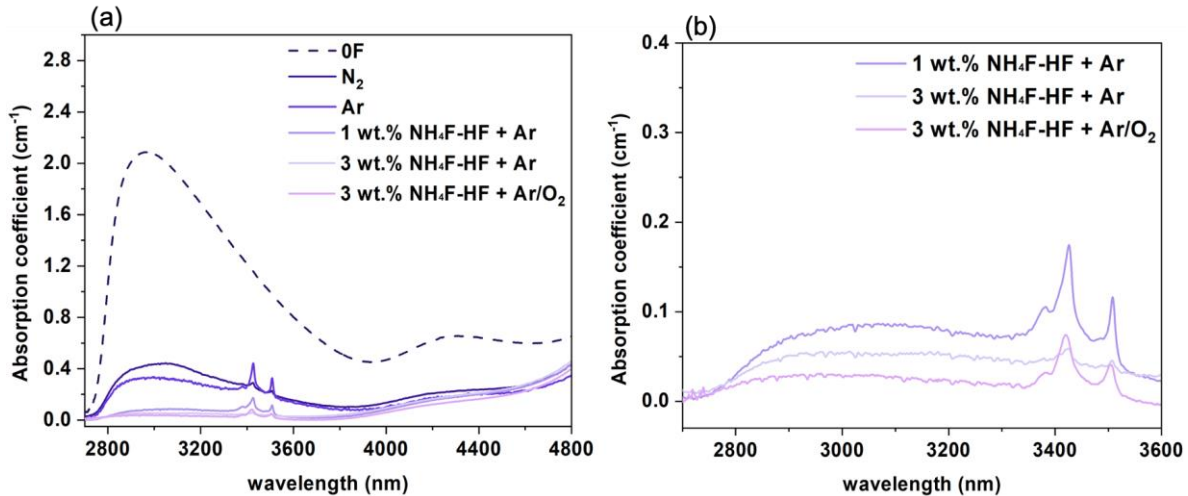 (a)
0F
N₂
Ar
1 wt.% NH₄F-HF + Ar
3 wt.% NH₄F-HF + Ar
3 wt.% NH₄F-HF + Ar/O₂
Absorption coefficient (cm⁻¹)
2.8
2.4
2.0
1.6
1.2
0.8
0.4
0.0
2800 3200 3600 4000 4400 4800
wavelength (nm)
(b)
1 wt.% NH₄F-HF + Ar
3 wt.% NH₄F-HF + Ar
3 wt.% NH₄F-HF + Ar/O₂
Absorption coefficient (cm⁻¹)
0.4
0.3
0.2
0.1
0.0
2800 3000 3200 3400 3600
wavelength (nm)